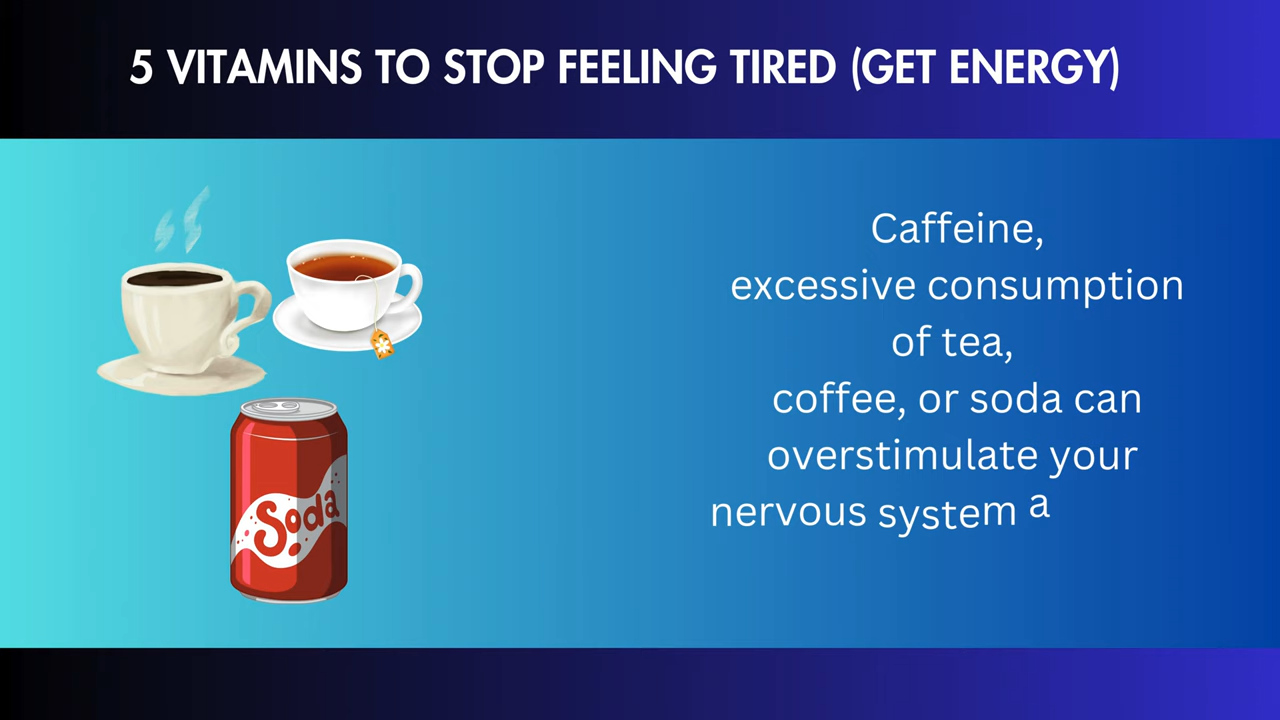 5 VITAMINS TO STOP FEELING TIRED (GET ENERGY)
Caffeine,
excessive consumption
of tea,
coffee, or soda can
overstimulate your
nervous system a
Soda